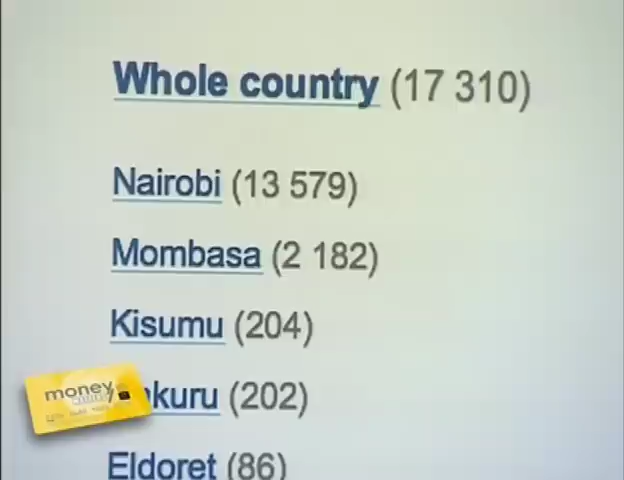 Whole country (17 310)
Nairobi (13 579)
Mombasa (2 182)
Kisumu (204)
kuru (202)
Eldoret (86)
money